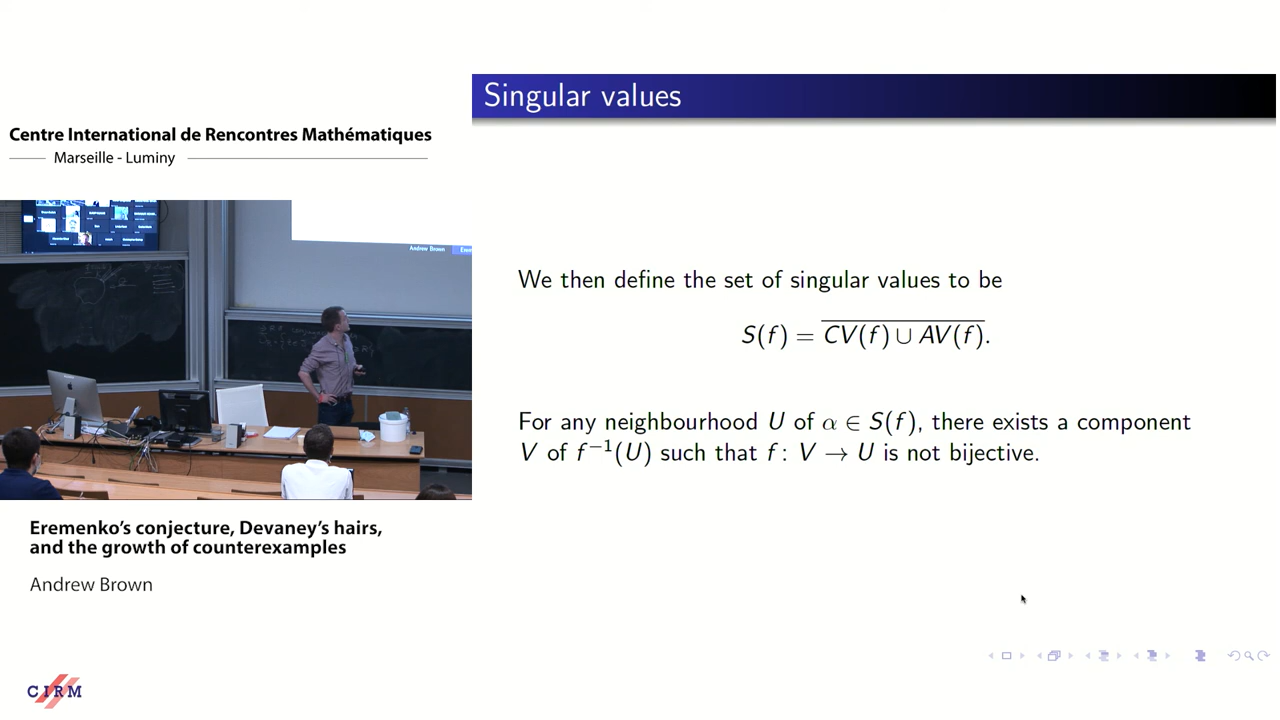 Centre International de Rencontres Mathématiques
Marseille - Luminy
Andrew Brown
Eremenko's conjecture, Devaney's hairs,
and the growth of counterexamples
Andrew Brown
CIRM
Singular values
We then define the set of singular values to be
S(f) = \overline{CV(f) ∪ AV(f)}.
For any neighbourhood U of α ∈ S(f), there exists a component
V of f⁻¹(U) such that f : V → U is not bijective.